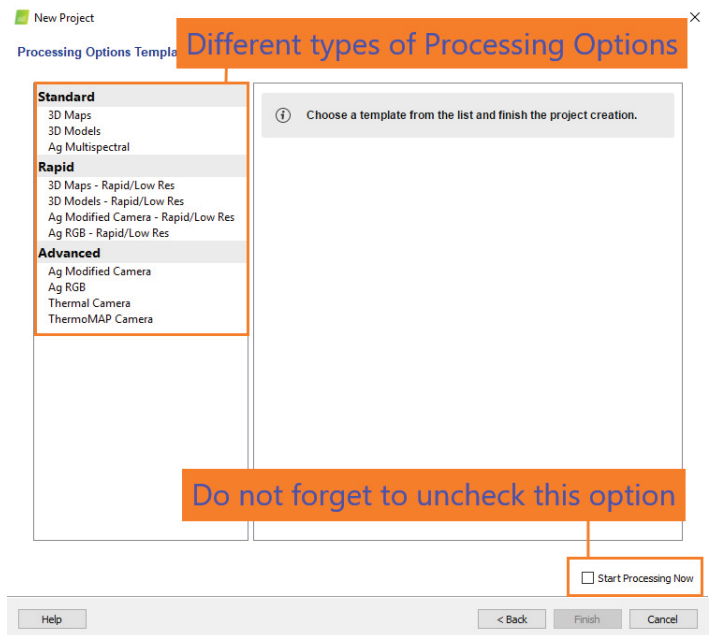 New Project
Processing Options Templa
Different types of Processing Options
Standard
3D Maps
3D Models
Ag Multispectral
Rapid
3D Maps - Rapid/Low Res
3D Models - Rapid/Low Res
Ag Modified Camera - Rapid/Low Res
Ag RGB - Rapid/Low Res
Advanced
Ag Modified Camera
Ag RGB
Thermal Camera
ThermoMAP Camera
Choose a template from the list and finish the project creation.
Do not forget to uncheck this option
Start Processing Now
Help
< Back
Finish
Cancel